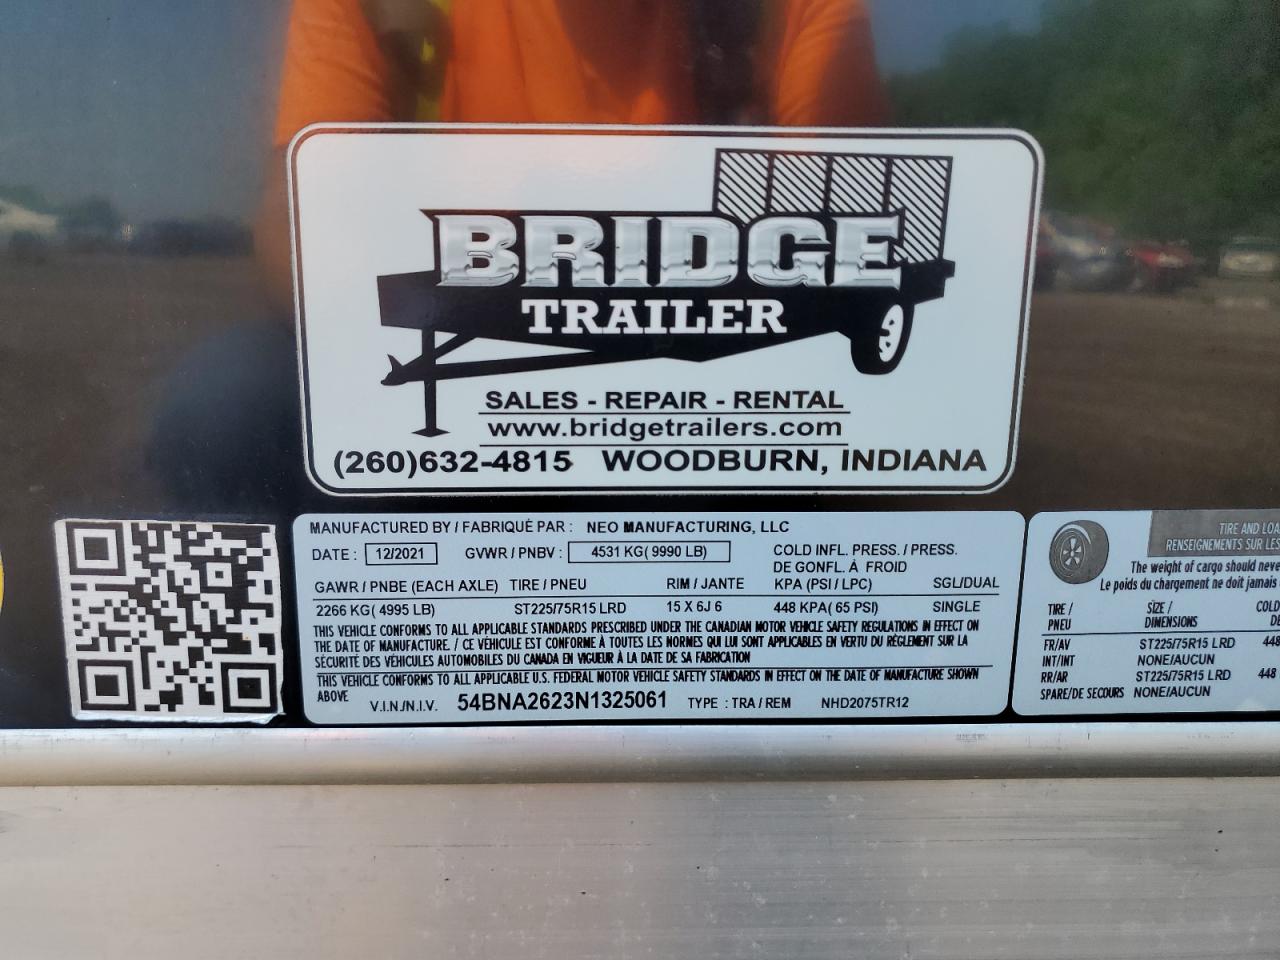 BRIDGE
TRAILER
SALES - REPAIR - RENTAL
www.bridgetrailers.com
(260)632-4815 WOODBURN, INDIANA
MANUFACTURED BY / FABRIQUÉ PAR : NEO MANUFACTURING, LLC
DATE : 12/2021 GVWR / PNBV : 4531 KG( 9990 LB)
COLD INFL. PRESS. / PRESS.
DE GONFL. À FROID
GAWR / PNBE (EACH AXLE) TIRE / PNEU RIM / JANTE KPA (PSI / LPC) SGL/DUAL
2266 KG( 4995 LB) ST225/75R15 LRD 15 X 6J 6 448 KPA( 65 PSI) SINGLE
THIS VEHICLE CONFORMS TO ALL APPLICABLE STANDARDS PRESCRIBED UNDER THE CANADIAN MOTOR VEHICLE SAFETY REGULATIONS IN EFFECT ON
THE DATE OF MANUFACTURE. / CE VÉHICULE EST CONFORME À TOUTES LES NORMES QUI LUI SONT APPLICABLES EN VERTU DU RÈGLEMENT SUR LA
SÉCURITÉ DES VÉHICULES AUTOMOBILES DU CANADA EN VIGUEUR À LA DATE DE SA FABRICATION
THIS VEHICLE CONFORMS TO ALL APPLICABLE U.S. FEDERAL MOTOR VEHICLE SAFETY STANDARDS IN EFFECT ON THE DATE OF MANUFACTURE SHOWN
ABOVE
V.I.N./N.I.V. 54BNA2623N1325061 TYPE : TRA / REM NHD2075TR12
TIRE AND LOA
RENSEIGNEMENTS SUR LES
The weight of cargo should neve
Le poids du chargement ne doit jamais
TIRE / SIZE / COLD
PNEU DIMENSIONS DE
FR/AV ST225/75R15 LRD 448
INT/INT NONE/AUCUN
RR/AR ST225/75R15 LRD 448
SPARE/DE SECOURS NONE/AUCUN